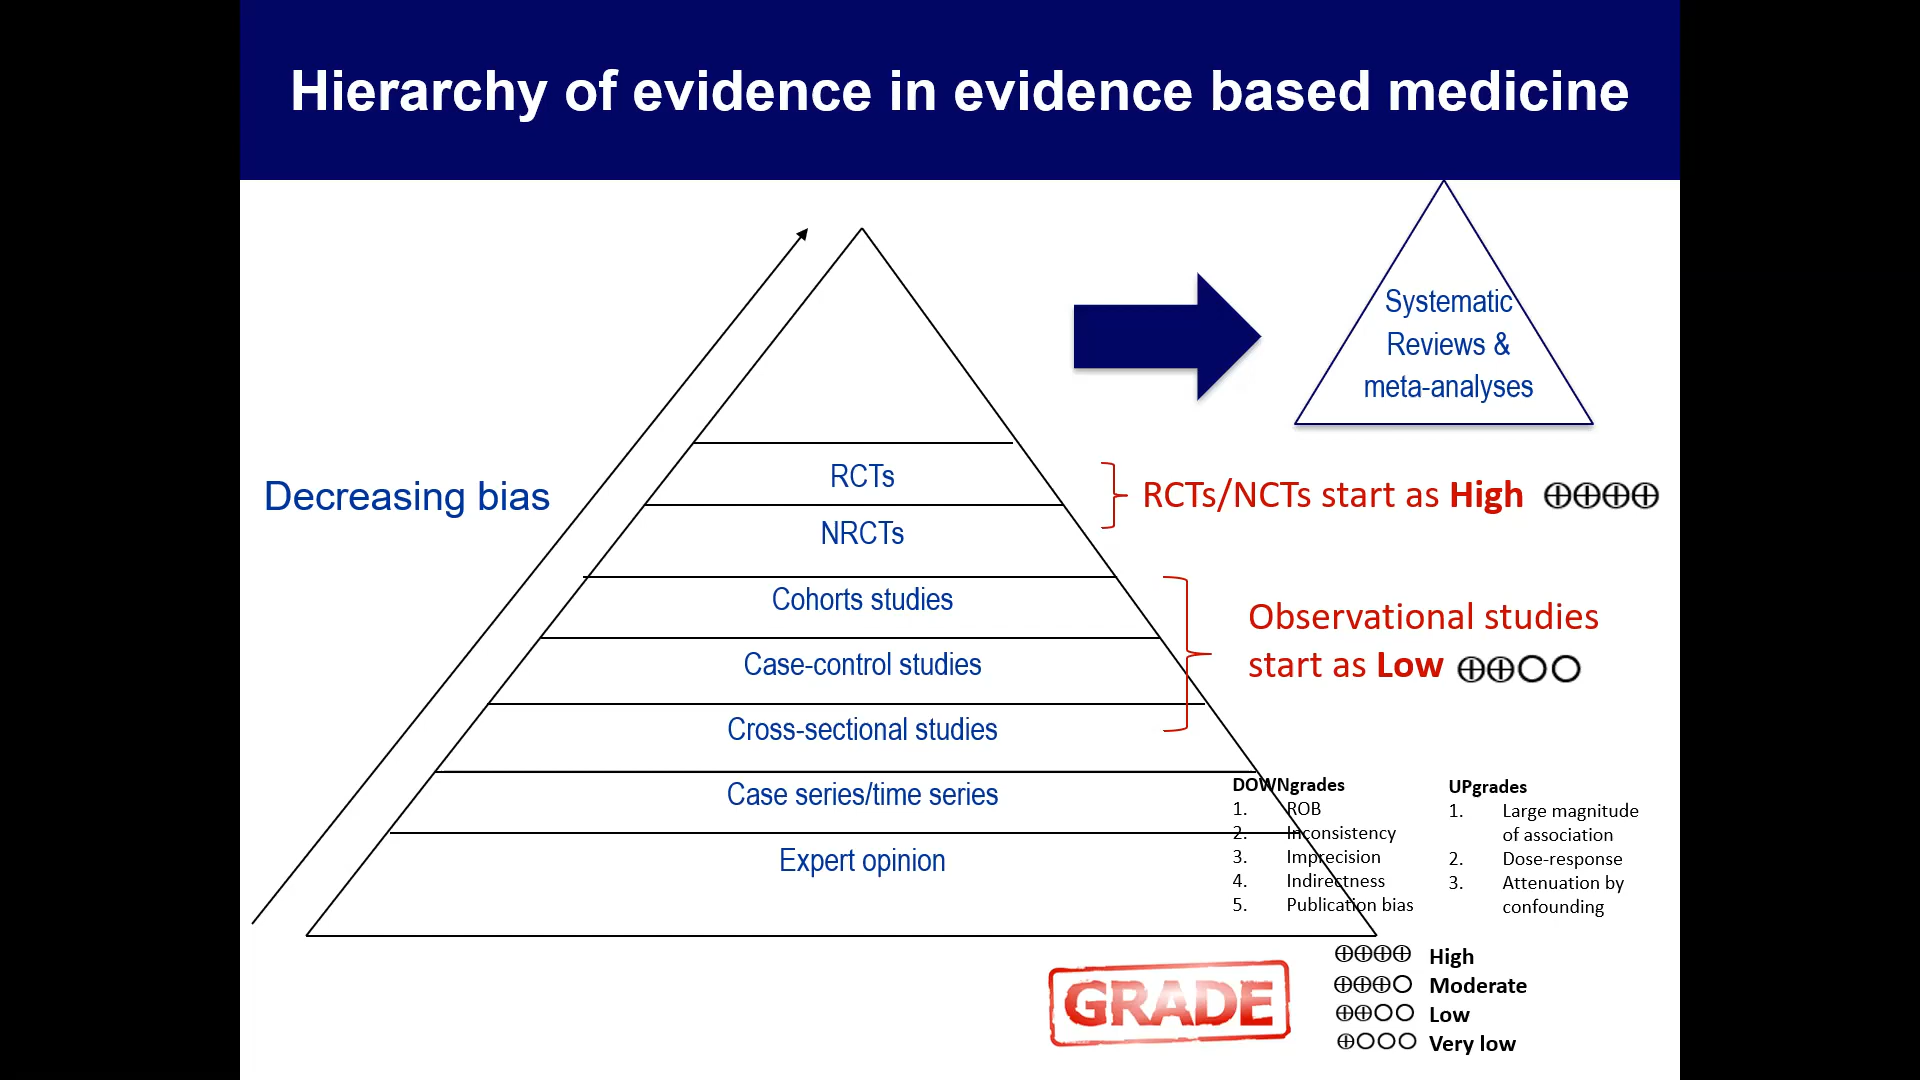 Hierarchy of evidence in evidence based medicine
Systematic
Reviews &
meta-analyses
Decreasing bias
RCTs
NRCTs
Cohorts studies
Case-control studies
Cross-sectional studies
Case series/time series
Expert opinion
RCTs/NCTs start as High ⊕⊕⊕⊕
Observational studies
start as Low ⊕⊕○○
DOWNgrades
1. ROB
2. Inconsistency
3. Imprecision
4. Indirectness
5. Publication bias
UPgrades
1. Large magnitude
of association
2. Dose-response
3. Attenuation by
confounding
GRADE
⊕⊕⊕⊕ High
⊕⊕⊕○ Moderate
⊕⊕○○ Low
⊕○○○ Very low